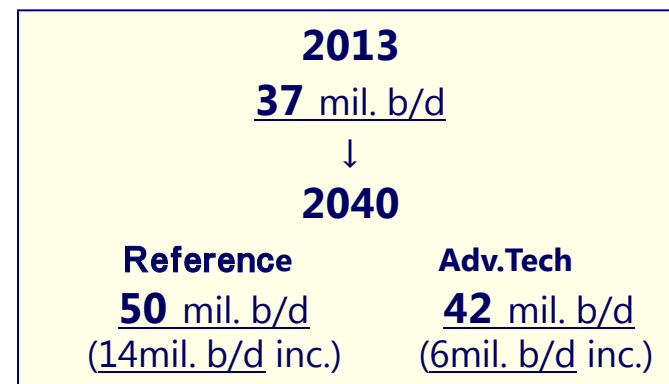 2013
37 mil. b/d
↓
2040
Reference Adv.Tech
50 mil. b/d 42 mil. b/d
(14mil. b/d inc.) (6mil. b/d inc.)